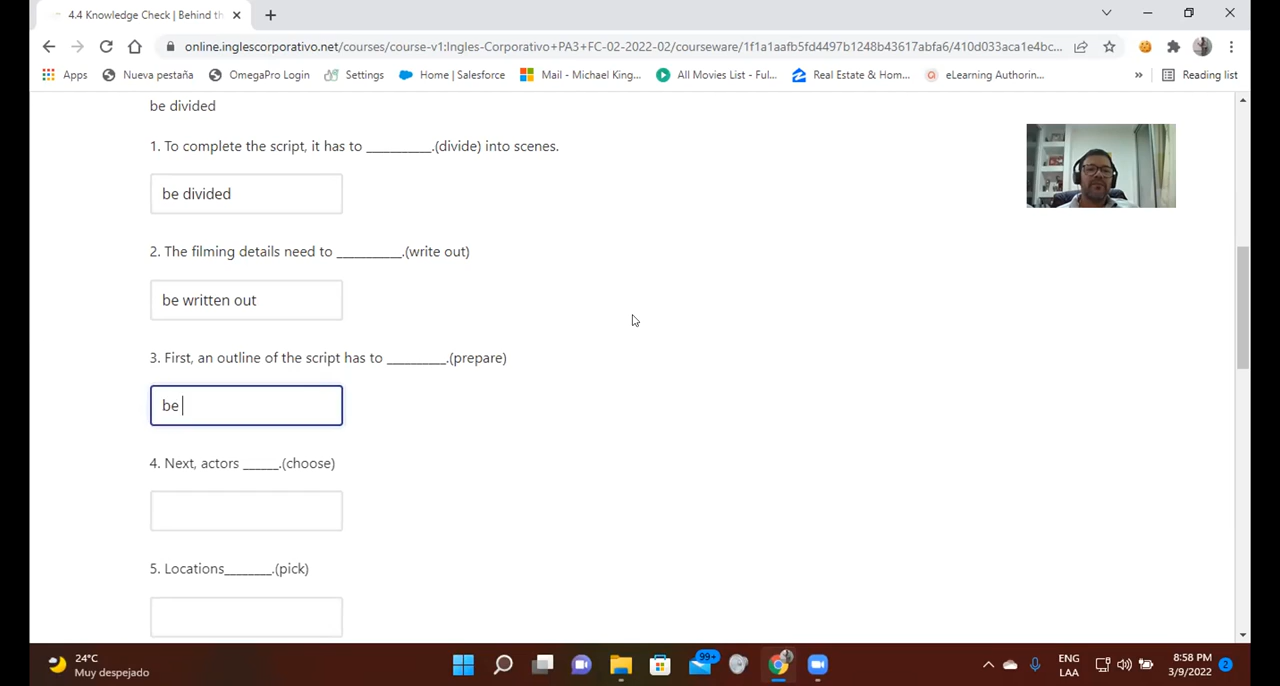 4.4 Knowledge Check | Behind th
online.inglescorporativo.net/courses/course-v1:Ingles-Corporativo+PA3+FC-02-2022-02/courseware/1f1a1aafb5fd4497b1248b43617abfa6/410d033aca1e4bc...
Apps Nueva pestaña OmegaPro Login Settings Home | Salesforce Mail - Michael King... All Movies List - Ful... Real Estate & Hom... eLearning Authorin... » Reading list
be divided
1. To complete the script, it has to __________.(divide) into scenes.
be divided
2. The filming details need to __________.(write out)
be written out
3. First, an outline of the script has to _________.(prepare)
be
4. Next, actors ______.(choose)
5. Locations________.(pick)
24°C
Muy despejado
99+
ENG
LAA
8:58 PM
3/9/2022
2